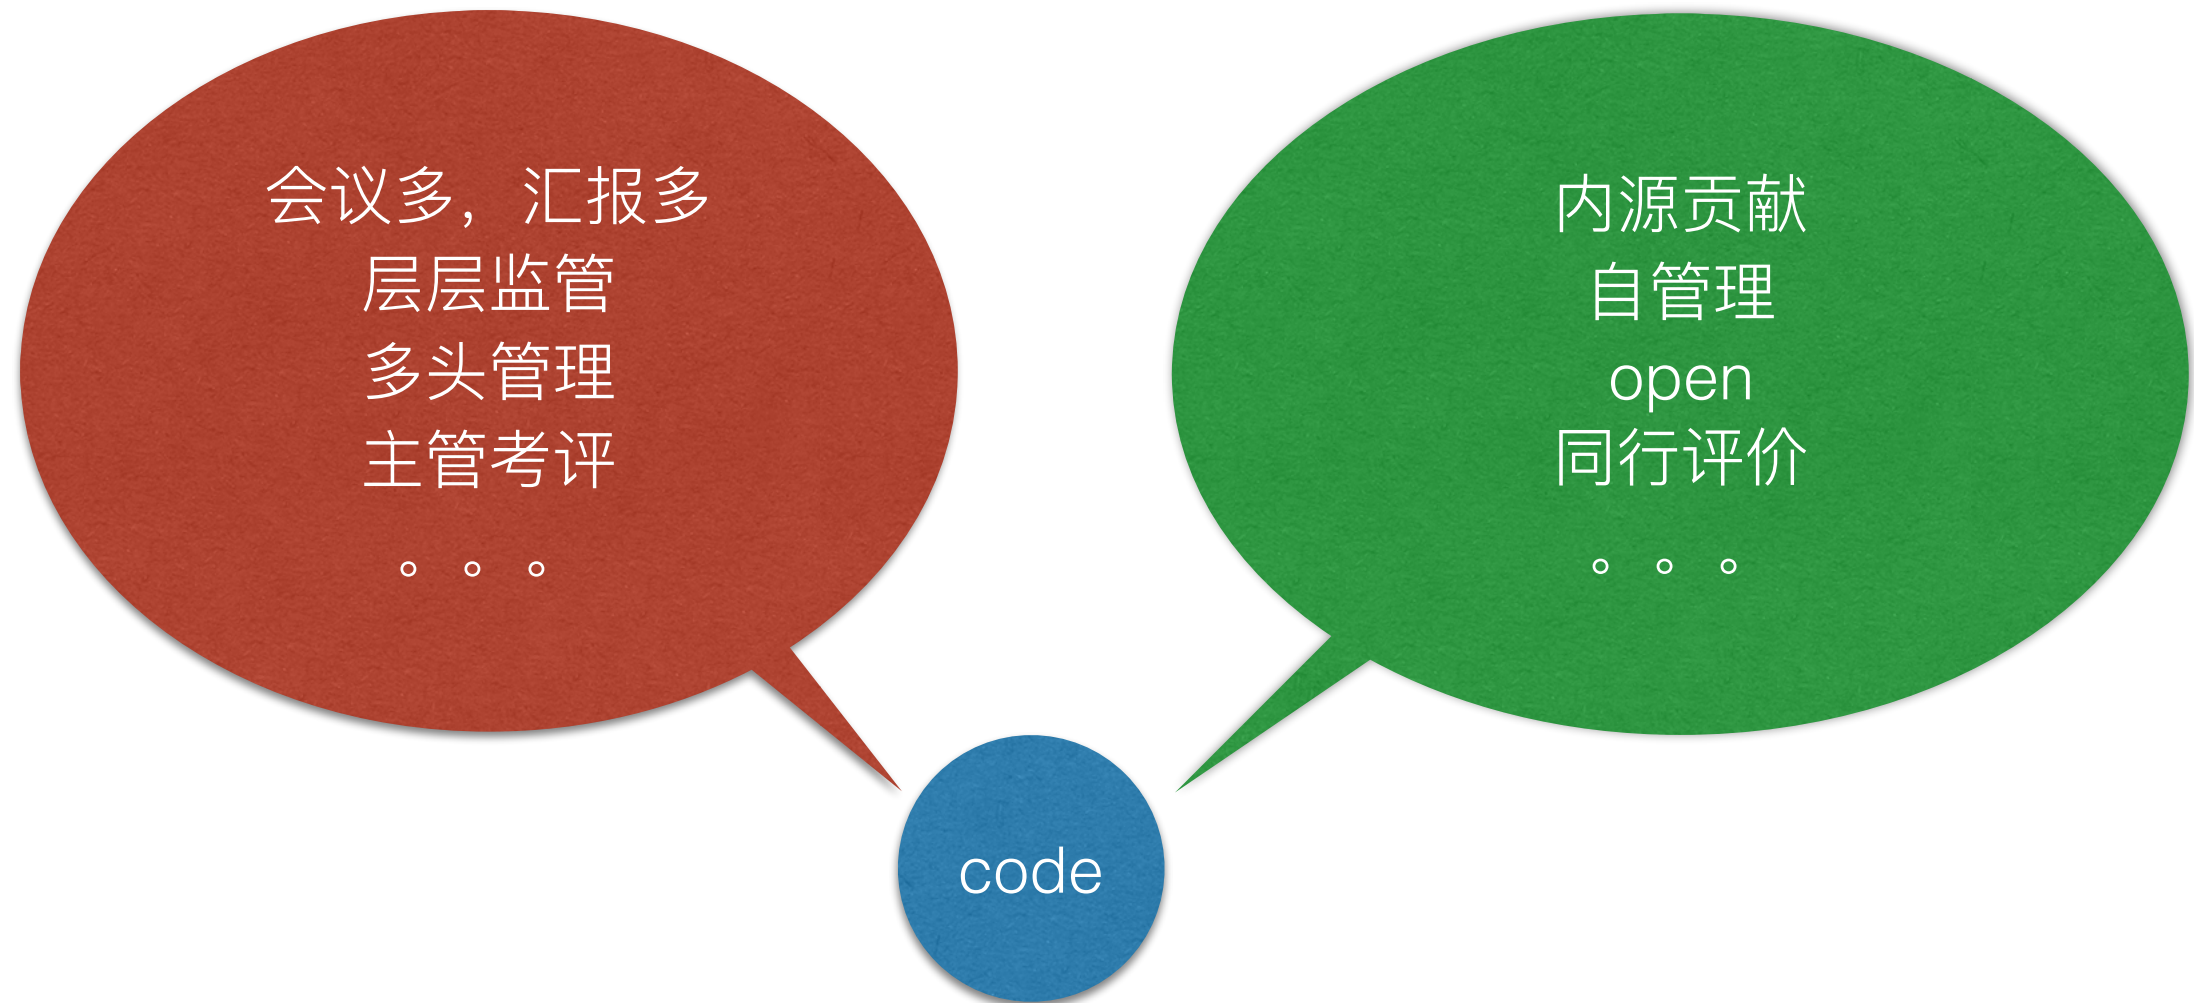 会议多，汇报多
层层监管
多头管理
主管考评
。。。
内源贡献
自管理
open
同行评价
。。。
code